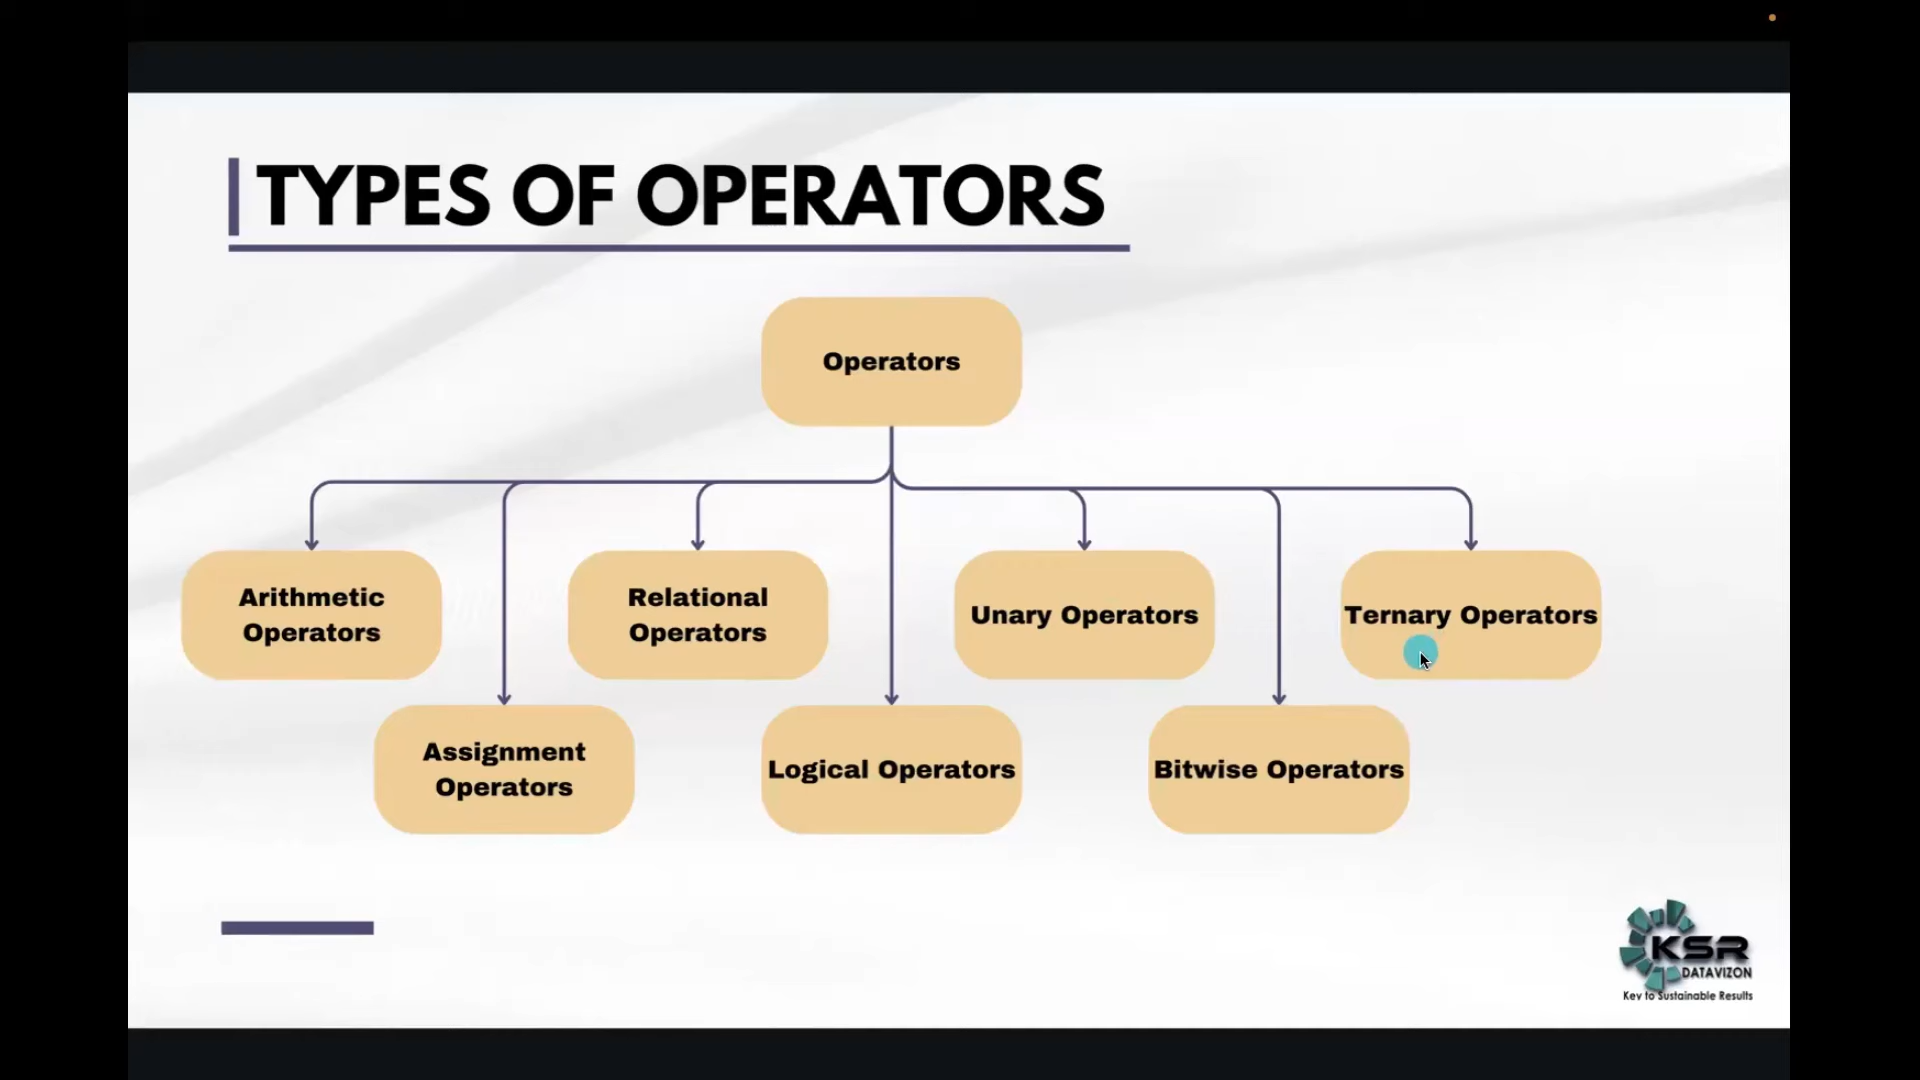 TYPES OF OPERATORS
Operators
Arithmetic
Operators
Relational
Operators
Unary Operators
Ternary Operators
Assignment
Operators
Logical Operators
Bitwise Operators
KSR
DATAVIZON
Key to Sustainable Results